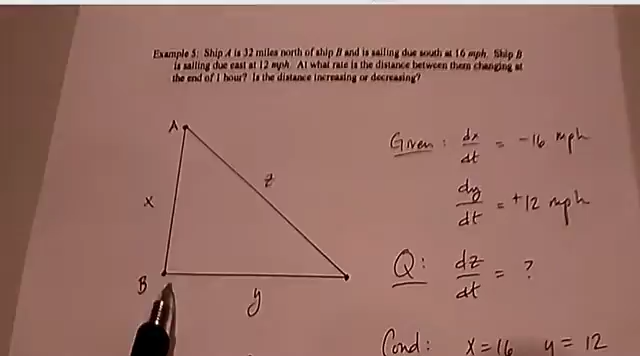 Example 5: Ship A is 32 miles north of ship B and is sailing due south at 16 mph. Ship B
is sailing due east at 12 mph. At what rate is the distance between them changing at
the end of 1 hour? Is the distance increasing or decreasing?
A
z
x
B
y
Given: dx/dt = -16 mph
dy/dt = +12 mph
Q: dz/dt = ?
Cond: x=16 y=12